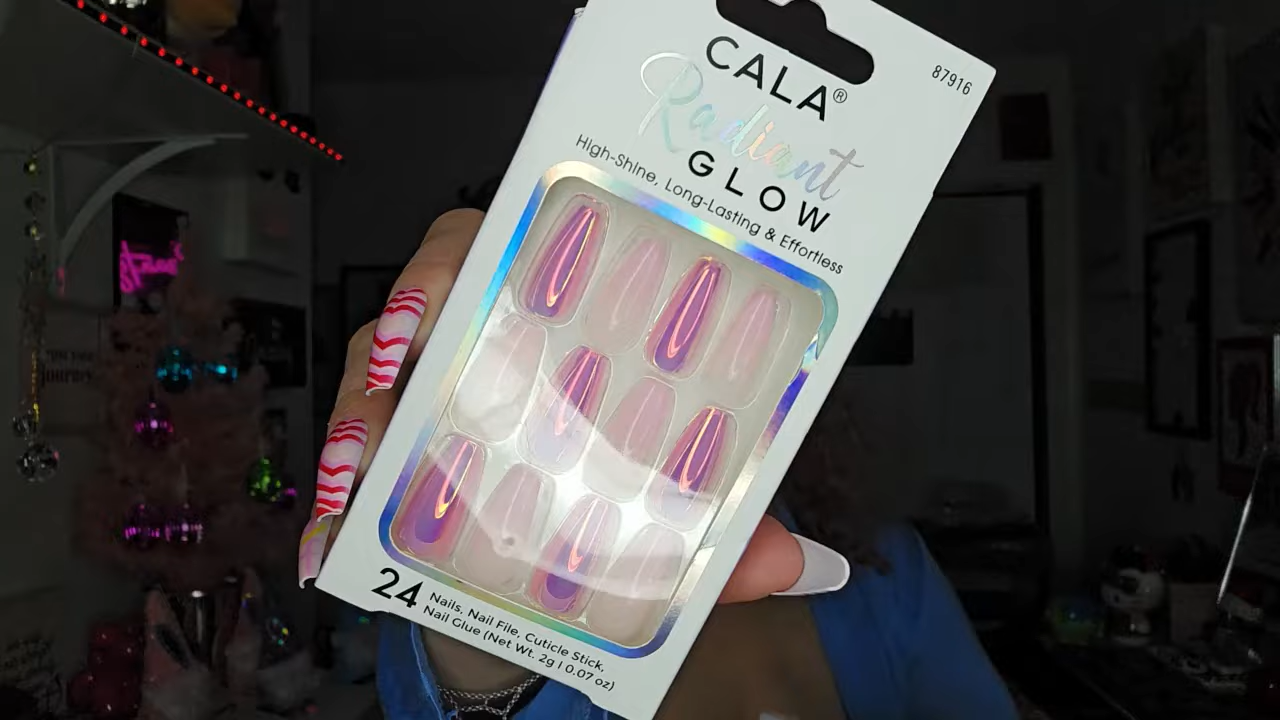 CALA®
87916
Radiant
GLOW
High-Shine, Long-Lasting & Effortless
24
Nails, Nail File, Cuticle Stick,
Nail Glue (Net Wt. 2g | 0.07 oz)